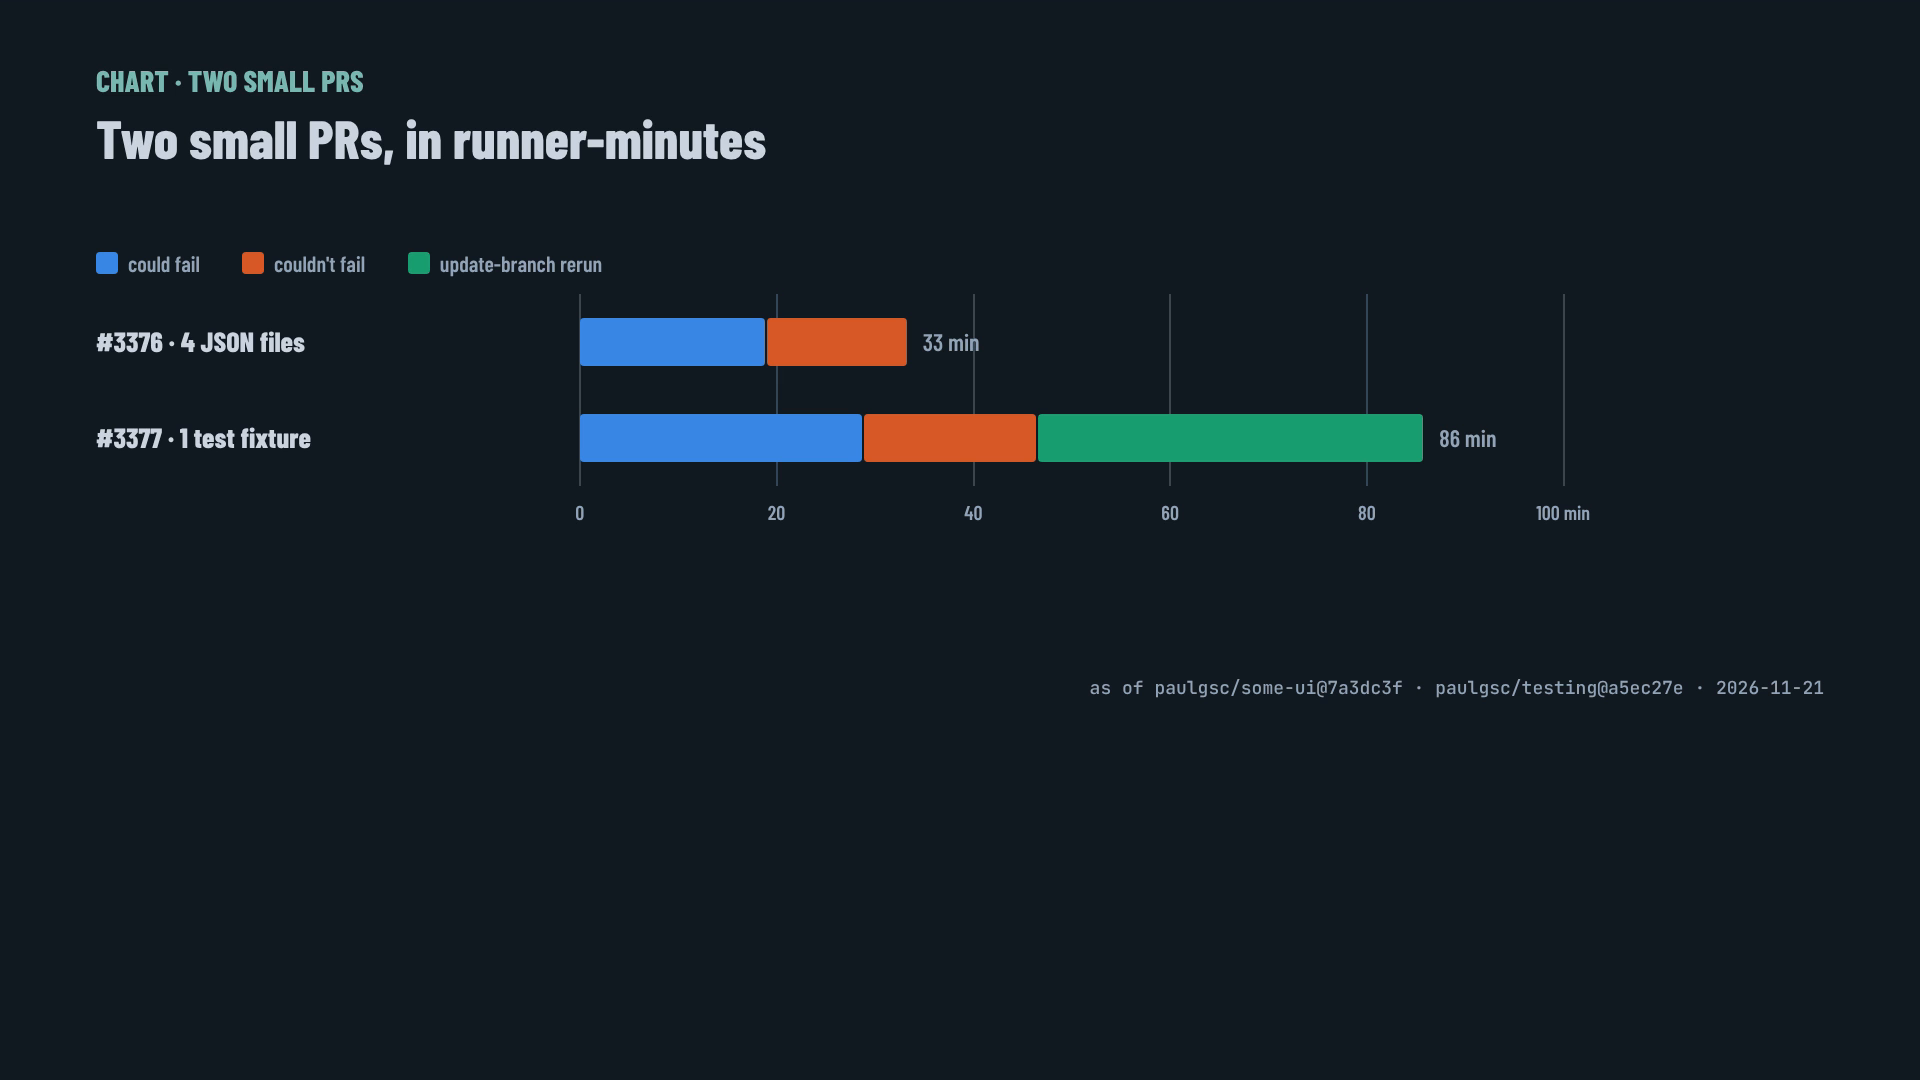 CHART · TWO SMALL PRS
Two small PRs, in runner-minutes
could fail couldn't fail update-branch rerun
#3376 · 4 JSON files 33 min
#3377 · 1 test fixture 86 min
0 20 40 60 80 100 min
as of paulgsc/some-ui@7a3dc3f · paulgsc/testing@a5ec27e · 2026-11-21